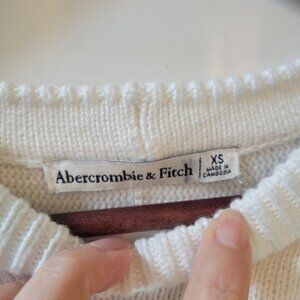 Abercrombie & Fitch
XS
MADE IN
CAMBODIA